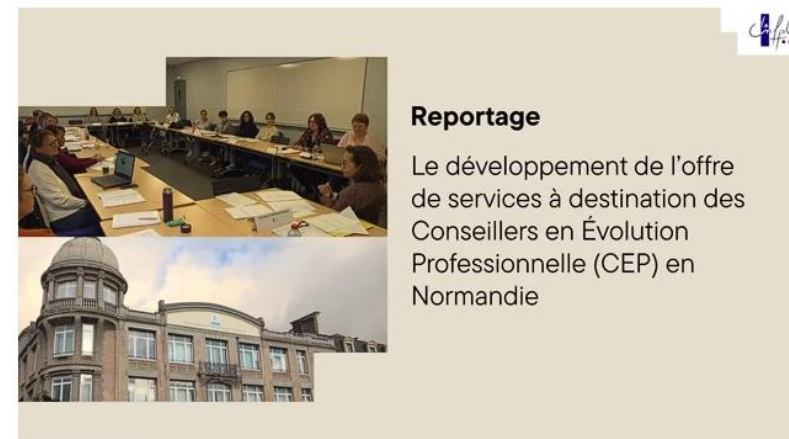 Reportage
Le développement de l’offre
de services à destination des
Conseillers en Évolution
Professionnelle (CEP) en
Normandie